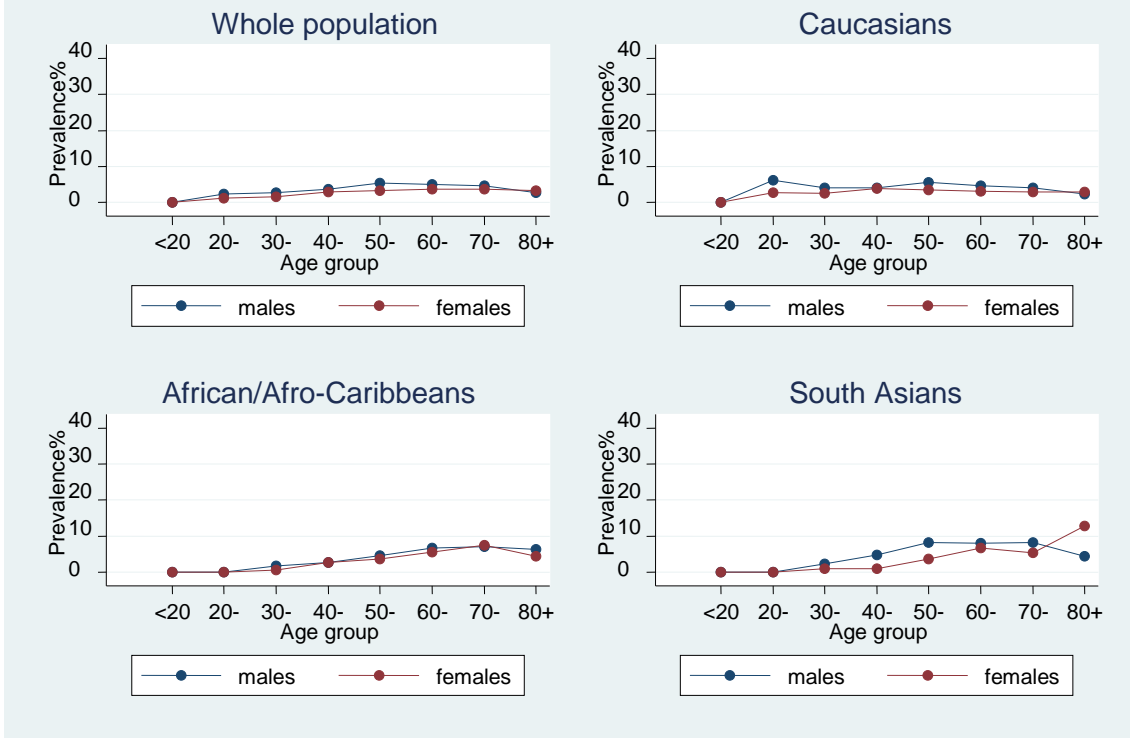 Whole population
40
30
20
10
0
Prevalence%
<20 20- 30- 40- 50- 60- 70- 80+
Age group
males females
Caucasians
40
30
20
10
0
Prevalence%
<20 20- 30- 40- 50- 60- 70- 80+
Age group
males females
African/Afro-Caribbeans
40
30
20
10
0
Prevalence%
<20 20- 30- 40- 50- 60- 70- 80+
Age group
males females
South Asians
40
30
20
10
0
Prevalence%
<20 20- 30- 40- 50- 60- 70- 80+
Age group
males females